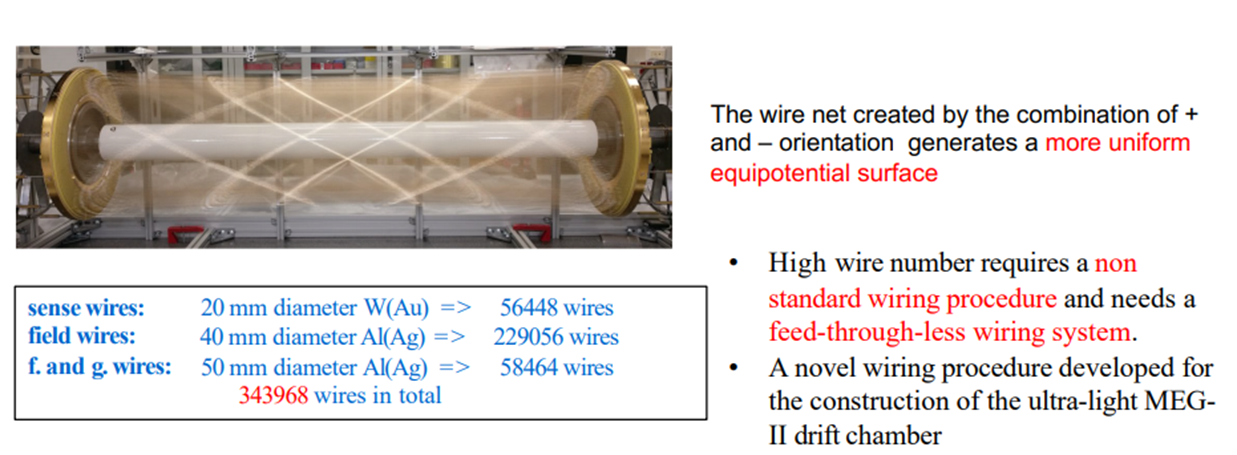 The wire net created by the combination of +
and – orientation generates a more uniform
equipotential surface
• High wire number requires a non
standard wiring procedure and needs a
feed-through-less wiring system.
• A novel wiring procedure developed for
the construction of the ultra-light MEG-
II drift chamber
sense wires: 20 mm diameter W(Au) => 56448 wires
field wires: 40 mm diameter Al(Ag) => 229056 wires
f. and g. wires: 50 mm diameter Al(Ag) => 58464 wires
343968 wires in total